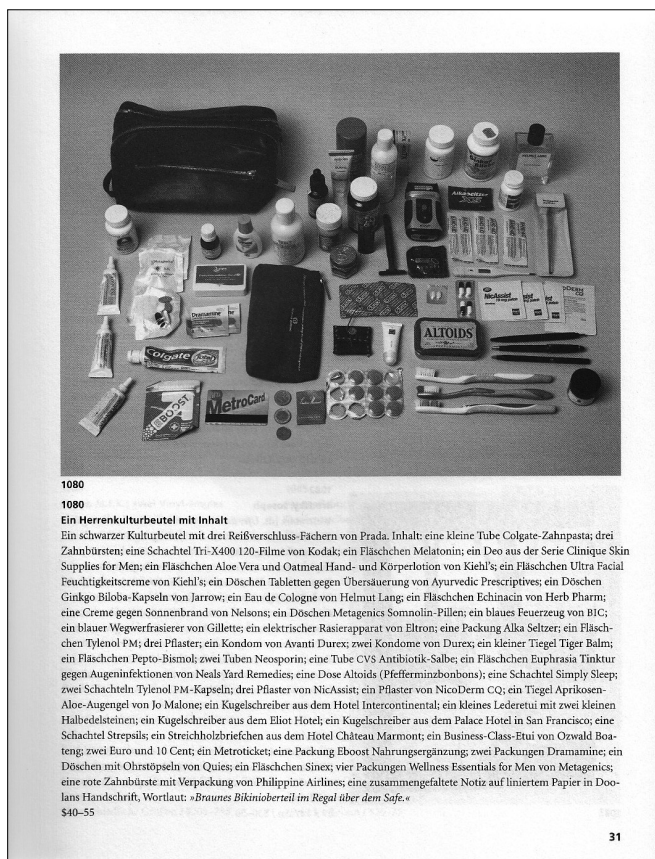 Alka-Seltzer
XS
Dramamine
NicAssist
NicoDERM
CQ
ALTOIDS
Colgate
Total
BOOST
MetroCard
1080
1080
Ein Herrenkulturbeutel mit Inhalt
Ein schwarzer Kulturbeutel mit drei Reißverschluss-Fächern von Prada. Inhalt: eine kleine Tube Colgate-Zahnpasta; drei
Zahnbürsten; eine Schachtel Tri-X400 120-Filme von Kodak; ein Fläschchen Melatonin; ein Deo aus der Serie Clinique Skin
Supplies for Men; ein Fläschchen Aloe Vera und Oatmeal Hand- und Körperlotion von Kiehl's; ein Fläschchen Ultra Facial
Feuchtigkeitscreme von Kiehl's; ein Döschen Tabletten gegen Übersäuerung von Ayurvedic Prescriptives; ein Döschen
Ginkgo Biloba-Kapseln von Jarrow; ein Eau de Cologne von Helmut Lang; ein Fläschchen Echinacin von Herb Pharm;
eine Creme gegen Sonnenbrand von Nelsons; ein Döschen Metagenics Somnolin-Pillen; ein blaues Feuerzeug von BIC;
ein blauer Wegwerfrasierer von Gillette; ein elektrischer Rasierapparat von Eltron; eine Packung Alka Seltzer; ein Fläsch-
chen Tylenol PM; drei Pflaster; ein Kondom von Avanti Durex; zwei Kondome von Durex; ein kleiner Tiegel Tiger Balm;
ein Fläschchen Pepto-Bismol; zwei Tuben Neosporin; eine Tube CVS Antibiotik-Salbe; ein Fläschchen Euphrasia Tinktur
gegen Augeninfektionen von Neals Yard Remedies; eine Dose Altoids (Pfefferminzbonbons); eine Schachtel Simply Sleep;
zwei Schachteln Tylenol PM-Kapseln; drei Pflaster von NicAssist; ein Pflaster von NicoDerm CQ; ein Tiegel Aprikosen-
Aloe-Augengel von Jo Malone; ein Kugelschreiber aus dem Hotel Intercontinental; ein kleines Lederetui mit zwei kleinen
Halbedelsteinen; ein Kugelschreiber aus dem Eliot Hotel; ein Kugelschreiber aus dem Palace Hotel in San Francisco; eine
Schachtel Strepsils; ein Streichholzbriefchen aus dem Hotel Château Marmont; ein Business-Class-Etui von Ozwald Boa-
teng; zwei Euro und 10 Cent; ein Metroticket; eine Packung Eboost Nahrungsergänzung; zwei Packungen Dramamine; ein
Döschen mit Ohrstöpseln von Quies; ein Fläschchen Sinex; vier Packungen Wellness Essentials for Men von Metagenics;
eine rote Zahnbürste mit Verpackung von Philippine Airlines; eine zusammengefaltete Notiz auf liniertem Papier in Doo-
lans Handschrift, Wortlaut: »Braunes Bikinioberteil im Regal über dem Safe.«
$40–55
31